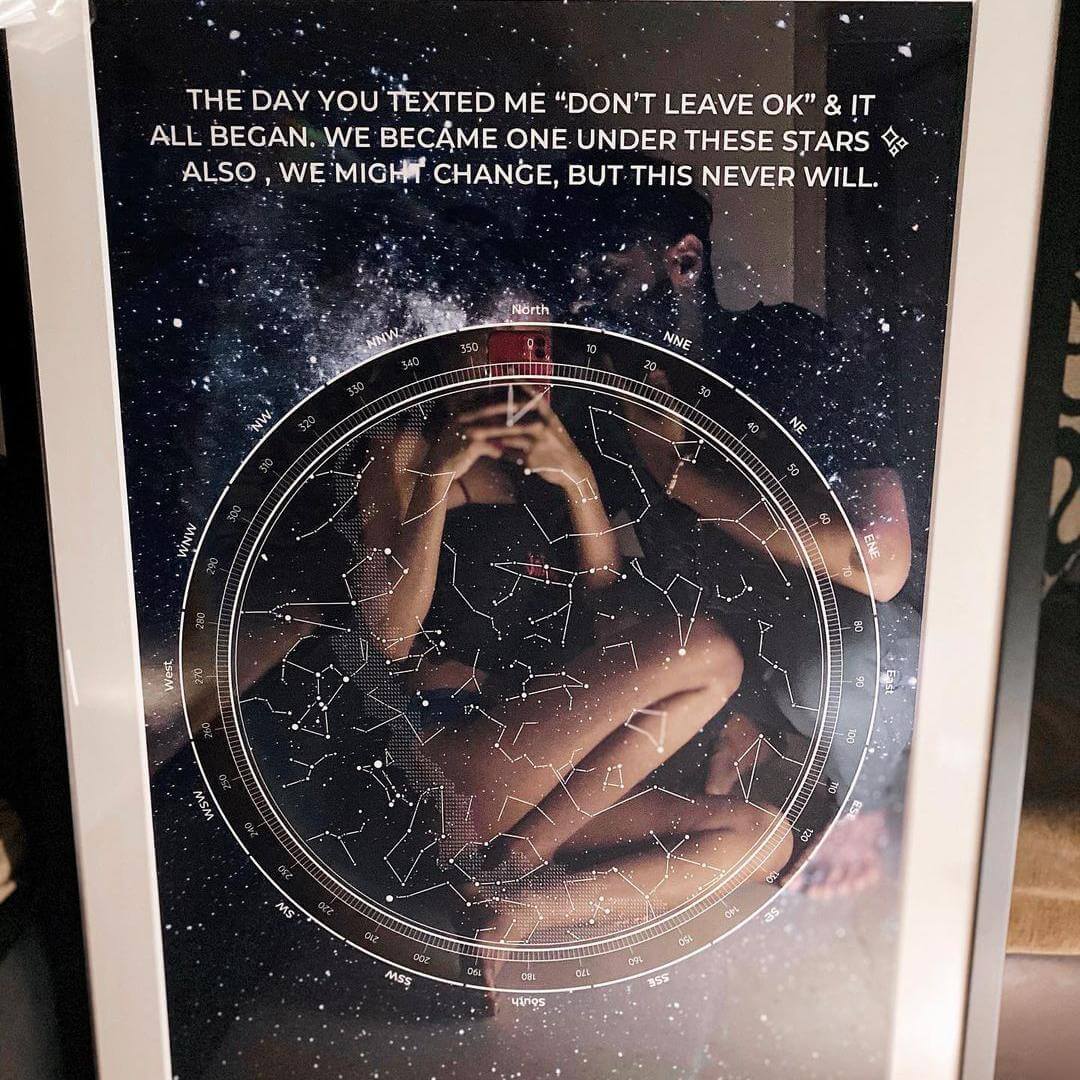 THE DAY YOU TEXTED ME “DON’T LEAVE OK” & IT
ALL BEGAN. WE BECAME ONE UNDER THESE STARS
ALSO , WE MIGHT CHANGE, BUT THIS NEVER WILL.
North
NNW
NNE
350
0
10
340
20
330
30
NW
NE
320
40
310
50
300
60
WNW
ENE
290
70
280
80
West
East
270
90
260
100
250
110
WSW
ESE
240
120
230
130
SW
SE
220
140
210
150
200
160
190
180
170
SSW
SSE
South